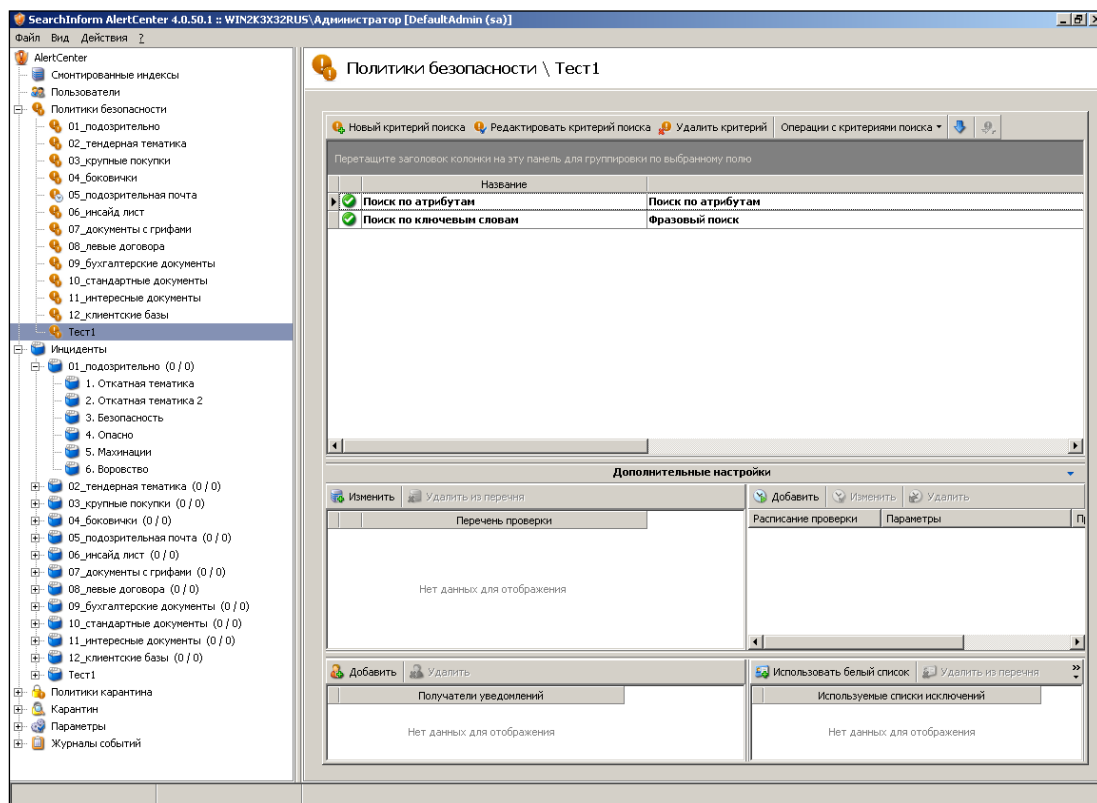 SearchInform AlertCenter 4.0.50.1 :: WIN2K3X32RUS\Администратор [DefaultAdmin (sa)]
Файл Вид Действия ?
AlertCenter
Смонтированные индексы
Пользователи
Политики безопасности
01_подозрительно
02_тендерная тематика
03_крупные покупки
04_боковички
05_подозрительная почта
06_инсайд лист
07_документы с грифами
08_левые договора
09_бухгалтерские документы
10_стандартные документы
11_интересные документы
12_клиентские базы
Тест1
Инциденты
01_подозрительно (0 / 0)
1. Откатная тематика
2. Откатная тематика 2
3. Безопасность
4. Опасно
5. Махинации
6. Воровство
02_тендерная тематика (0 / 0)
03_крупные покупки (0 / 0)
04_боковички (0 / 0)
05_подозрительная почта (0 / 0)
06_инсайд лист (0 / 0)
07_документы с грифами (0 / 0)
08_левые договора (0 / 0)
09_бухгалтерские документы (0 / 0)
10_стандартные документы (0 / 0)
11_интересные документы (0 / 0)
12_клиентские базы (0 / 0)
Тест1
Политики карантина
Карантин
Параметры
Журналы событий
Политики безопасности \ Тест1
Новый критерий поиска Редактировать критерий поиска Удалить критерий Операции с критериями поиска
Перетащите заголовок колонки на эту панель для группировки по выбранному полю
Название
Поиск по атрибутам Поиск по атрибутам
Поиск по ключевым словам Фразовый поиск
Дополнительные настройки
Изменить Удалить из перечня
Перечень проверки
Нет данных для отображения
Добавить Изменить Удалить
Расписание проверки Параметры П
Добавить Удалить
Получатели уведомлений
Нет данных для отображения
Использовать белый список Удалить из перечня »
Используемые списки исключений
Нет данных для отображения